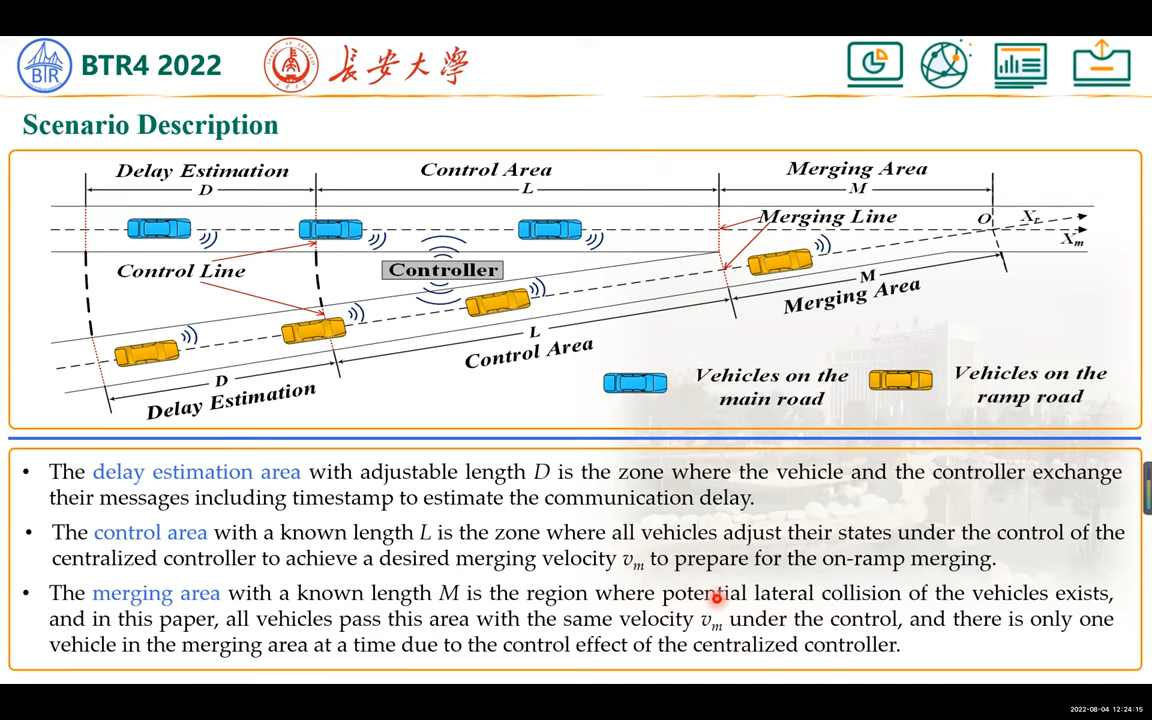 BTR
BTR4 2022
长安大学
Scenario Description
Delay Estimation
Control Area
Merging Area
D
L
M
Merging Line
O
Xr
Xm
Control Line
Controller
M
Merging Area
L
Control Area
D
Delay Estimation
Vehicles on the
main road
Vehicles on the
ramp road
• The delay estimation area with adjustable length D is the zone where the vehicle and the controller exchange
their messages including timestamp to estimate the communication delay.
• The control area with a known length L is the zone where all vehicles adjust their states under the control of the
centralized controller to achieve a desired merging velocity vm to prepare for the on-ramp merging.
• The merging area with a known length M is the region where potential lateral collision of the vehicles exists,
and in this paper, all vehicles pass this area with the same velocity vm under the control, and there is only one
vehicle in the merging area at a time due to the control effect of the centralized controller.
2022-08-04 12:24:15